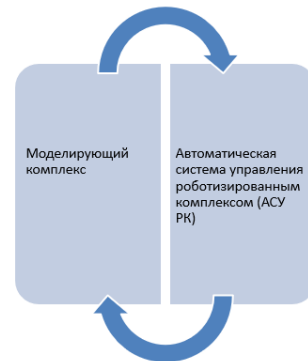 Моделирующий
комплекс
Автоматическая
система управления
роботизированным
комплексом (АСУ
РК)